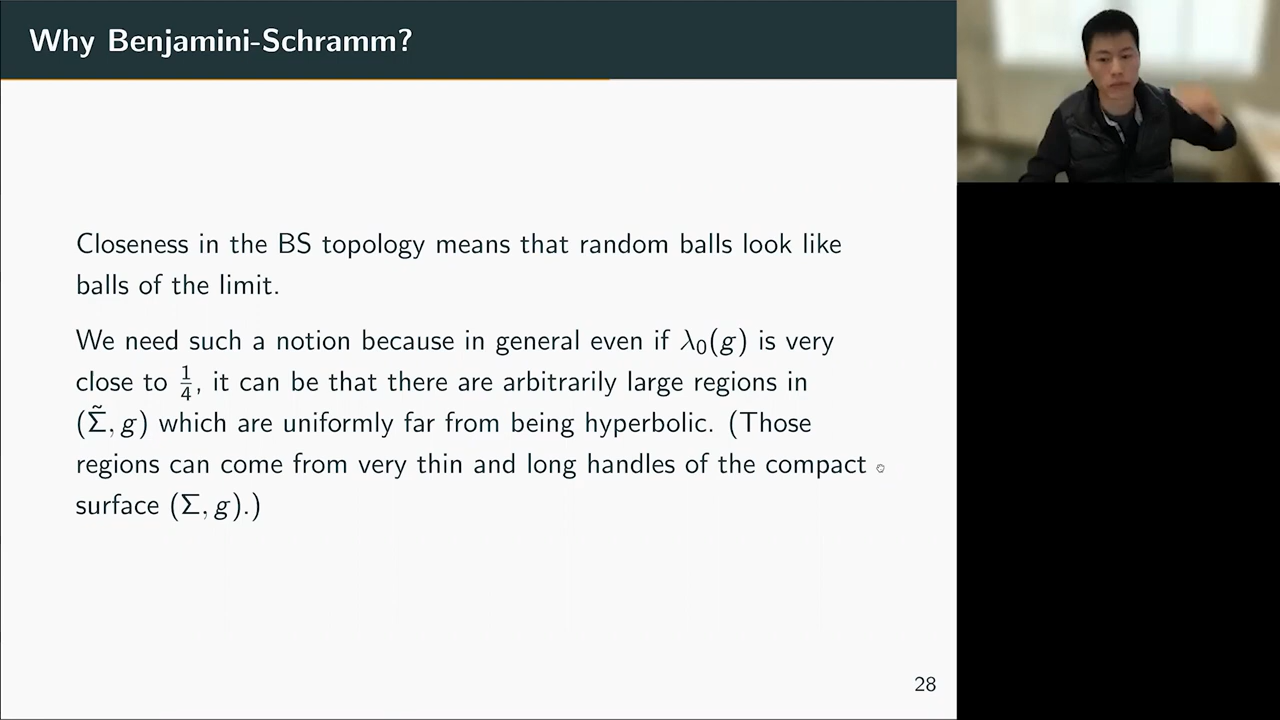 Why Benjamini-Schramm?
Closeness in the BS topology means that random balls look like
balls of the limit.
We need such a notion because in general even if λ₀(g) is very
close to 1/4, it can be that there are arbitrarily large regions in
(Σ̃, g) which are uniformly far from being hyperbolic. (Those
regions can come from very thin and long handles of the compact
surface (Σ, g).)
28